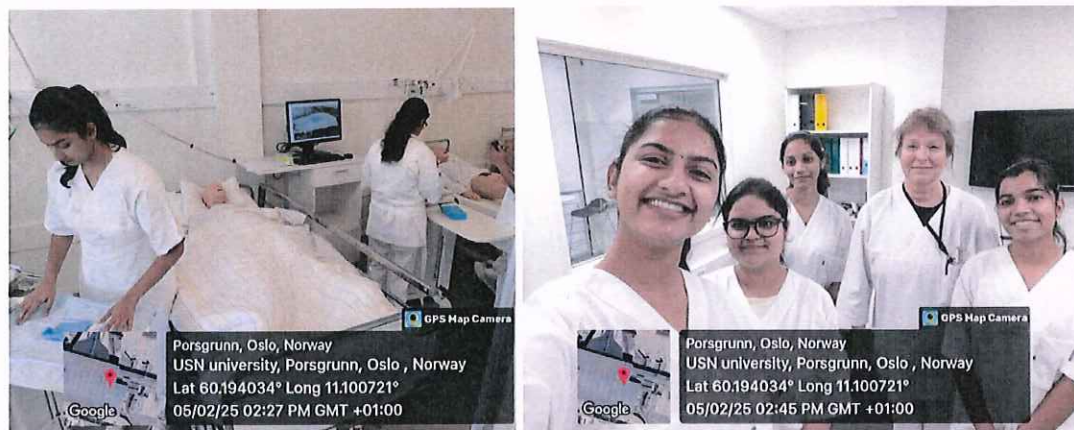 GPS Map Camera
Porsgrunn, Oslo, Norway
USN university, Porsgrunn, Oslo , Norway
Lat 60.194034° Long 11.100721°
05/02/25 02:27 PM GMT +01:00
Google
GPS Map Camera
Porsgrunn, Oslo, Norway
USN university, Porsgrunn, Oslo , Norway
Lat 60.194034° Long 11.100721°
05/02/25 02:45 PM GMT +01:00
Google